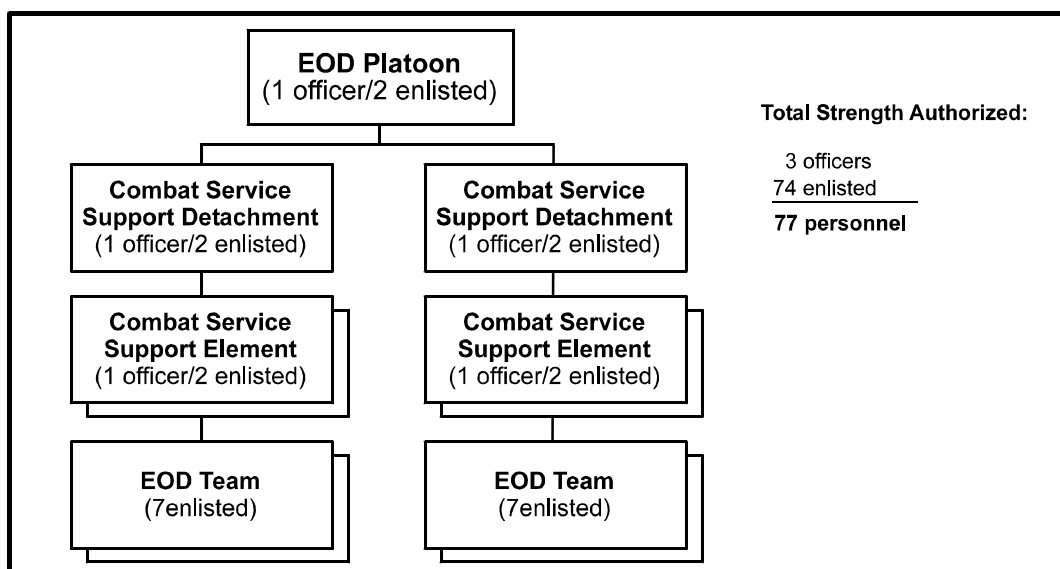 EOD Platoon
(1 officer/2 enlisted)
Total Strength Authorized:
3 officers
74 enlisted
77 personnel
Combat Service
Support Detachment
(1 officer/2 enlisted)
Combat Service
Support Detachment
(1 officer/2 enlisted)
Combat Service
Support Element
(1 officer/2 enlisted)
Combat Service
Support Element
(1 officer/2 enlisted)
EOD Team
(7enlisted)
EOD Team
(7enlisted)